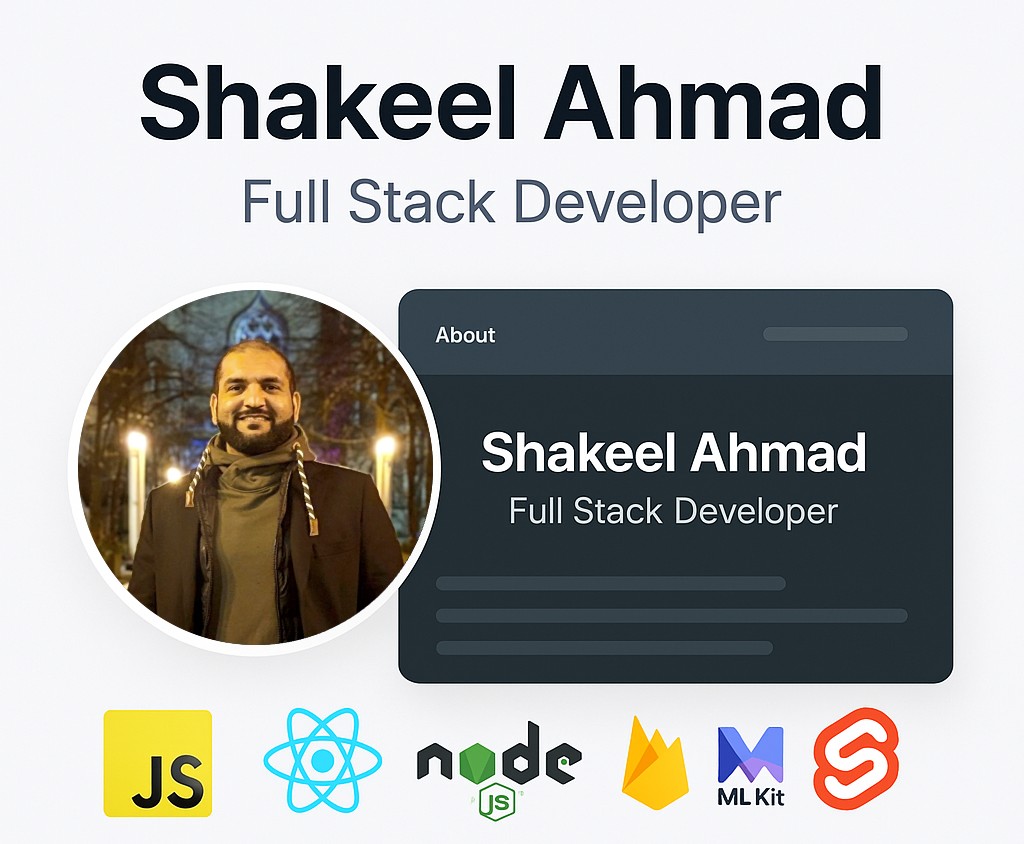 Shakeel Ahmad
Full Stack Developer
About
Shakeel Ahmad
Full Stack Developer
JS
node
JS
ML Kit